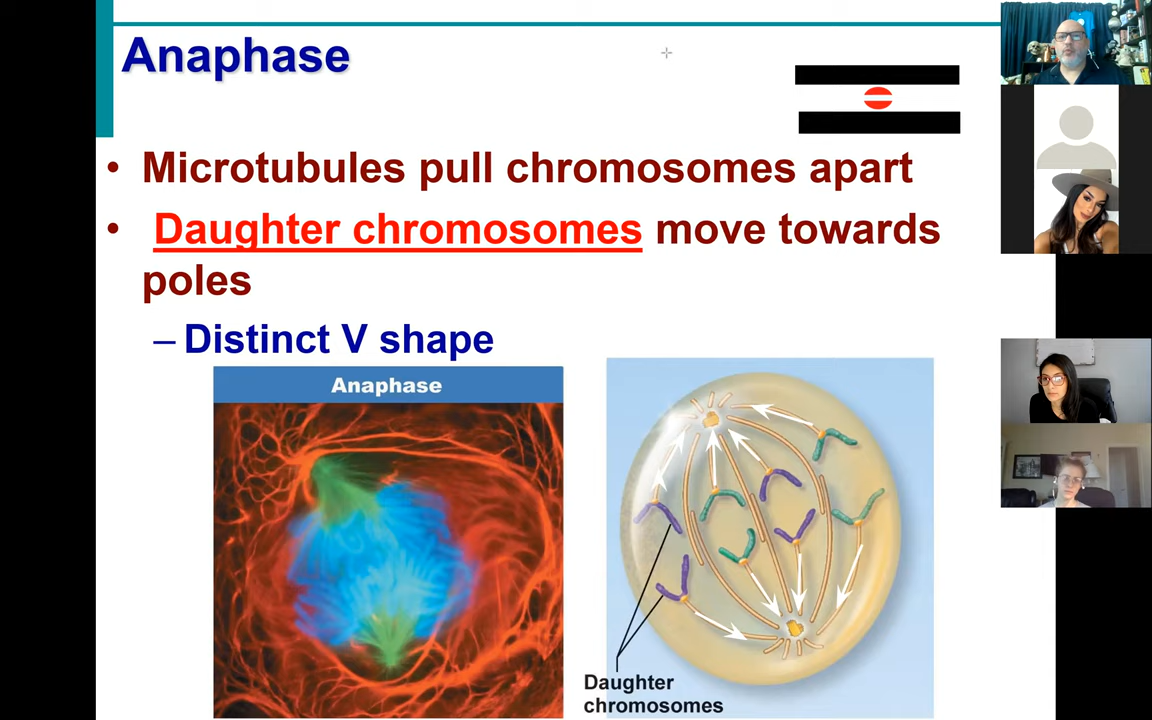 Anaphase
• Microtubules pull chromosomes apart
• Daughter chromosomes move towards
poles
– Distinct V shape
Anaphase
Daughter
chromosomes